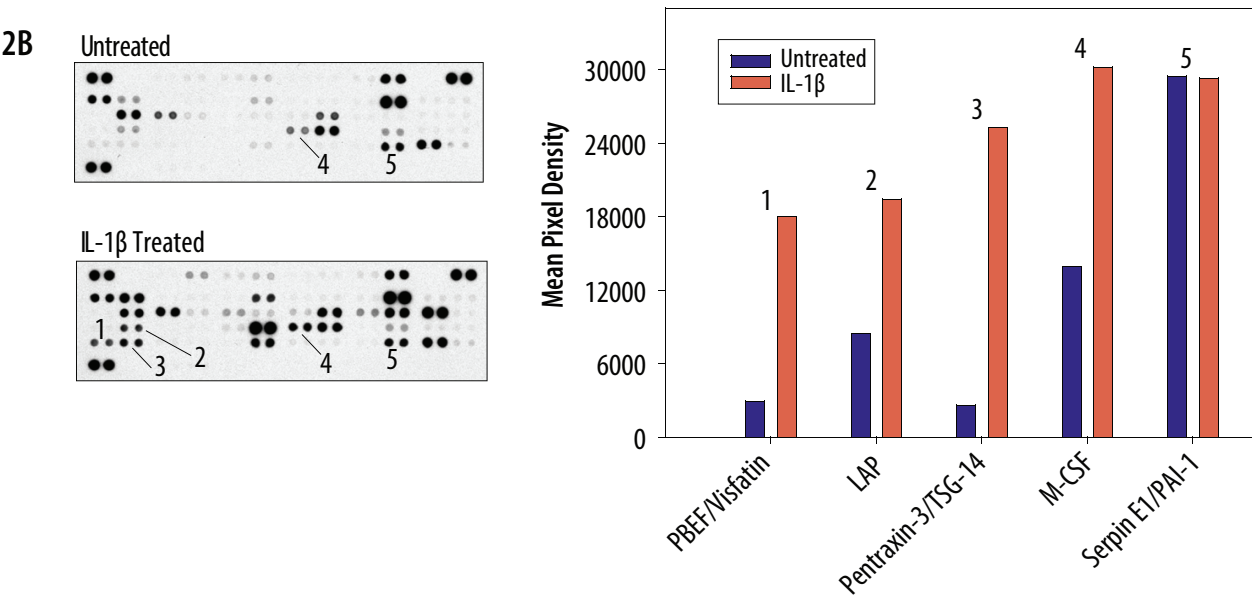 2B
Untreated
4
5
IL-1β Treated
1
2
3
4
5
Mean Pixel Density
30000
24000
18000
12000
6000
0
Untreated
IL-1β
1
2
3
4
5
PBEF/Visfatin
LAP
Pentraxin-3/TSG-14
M-CSF
Serpin E1/PAI-1